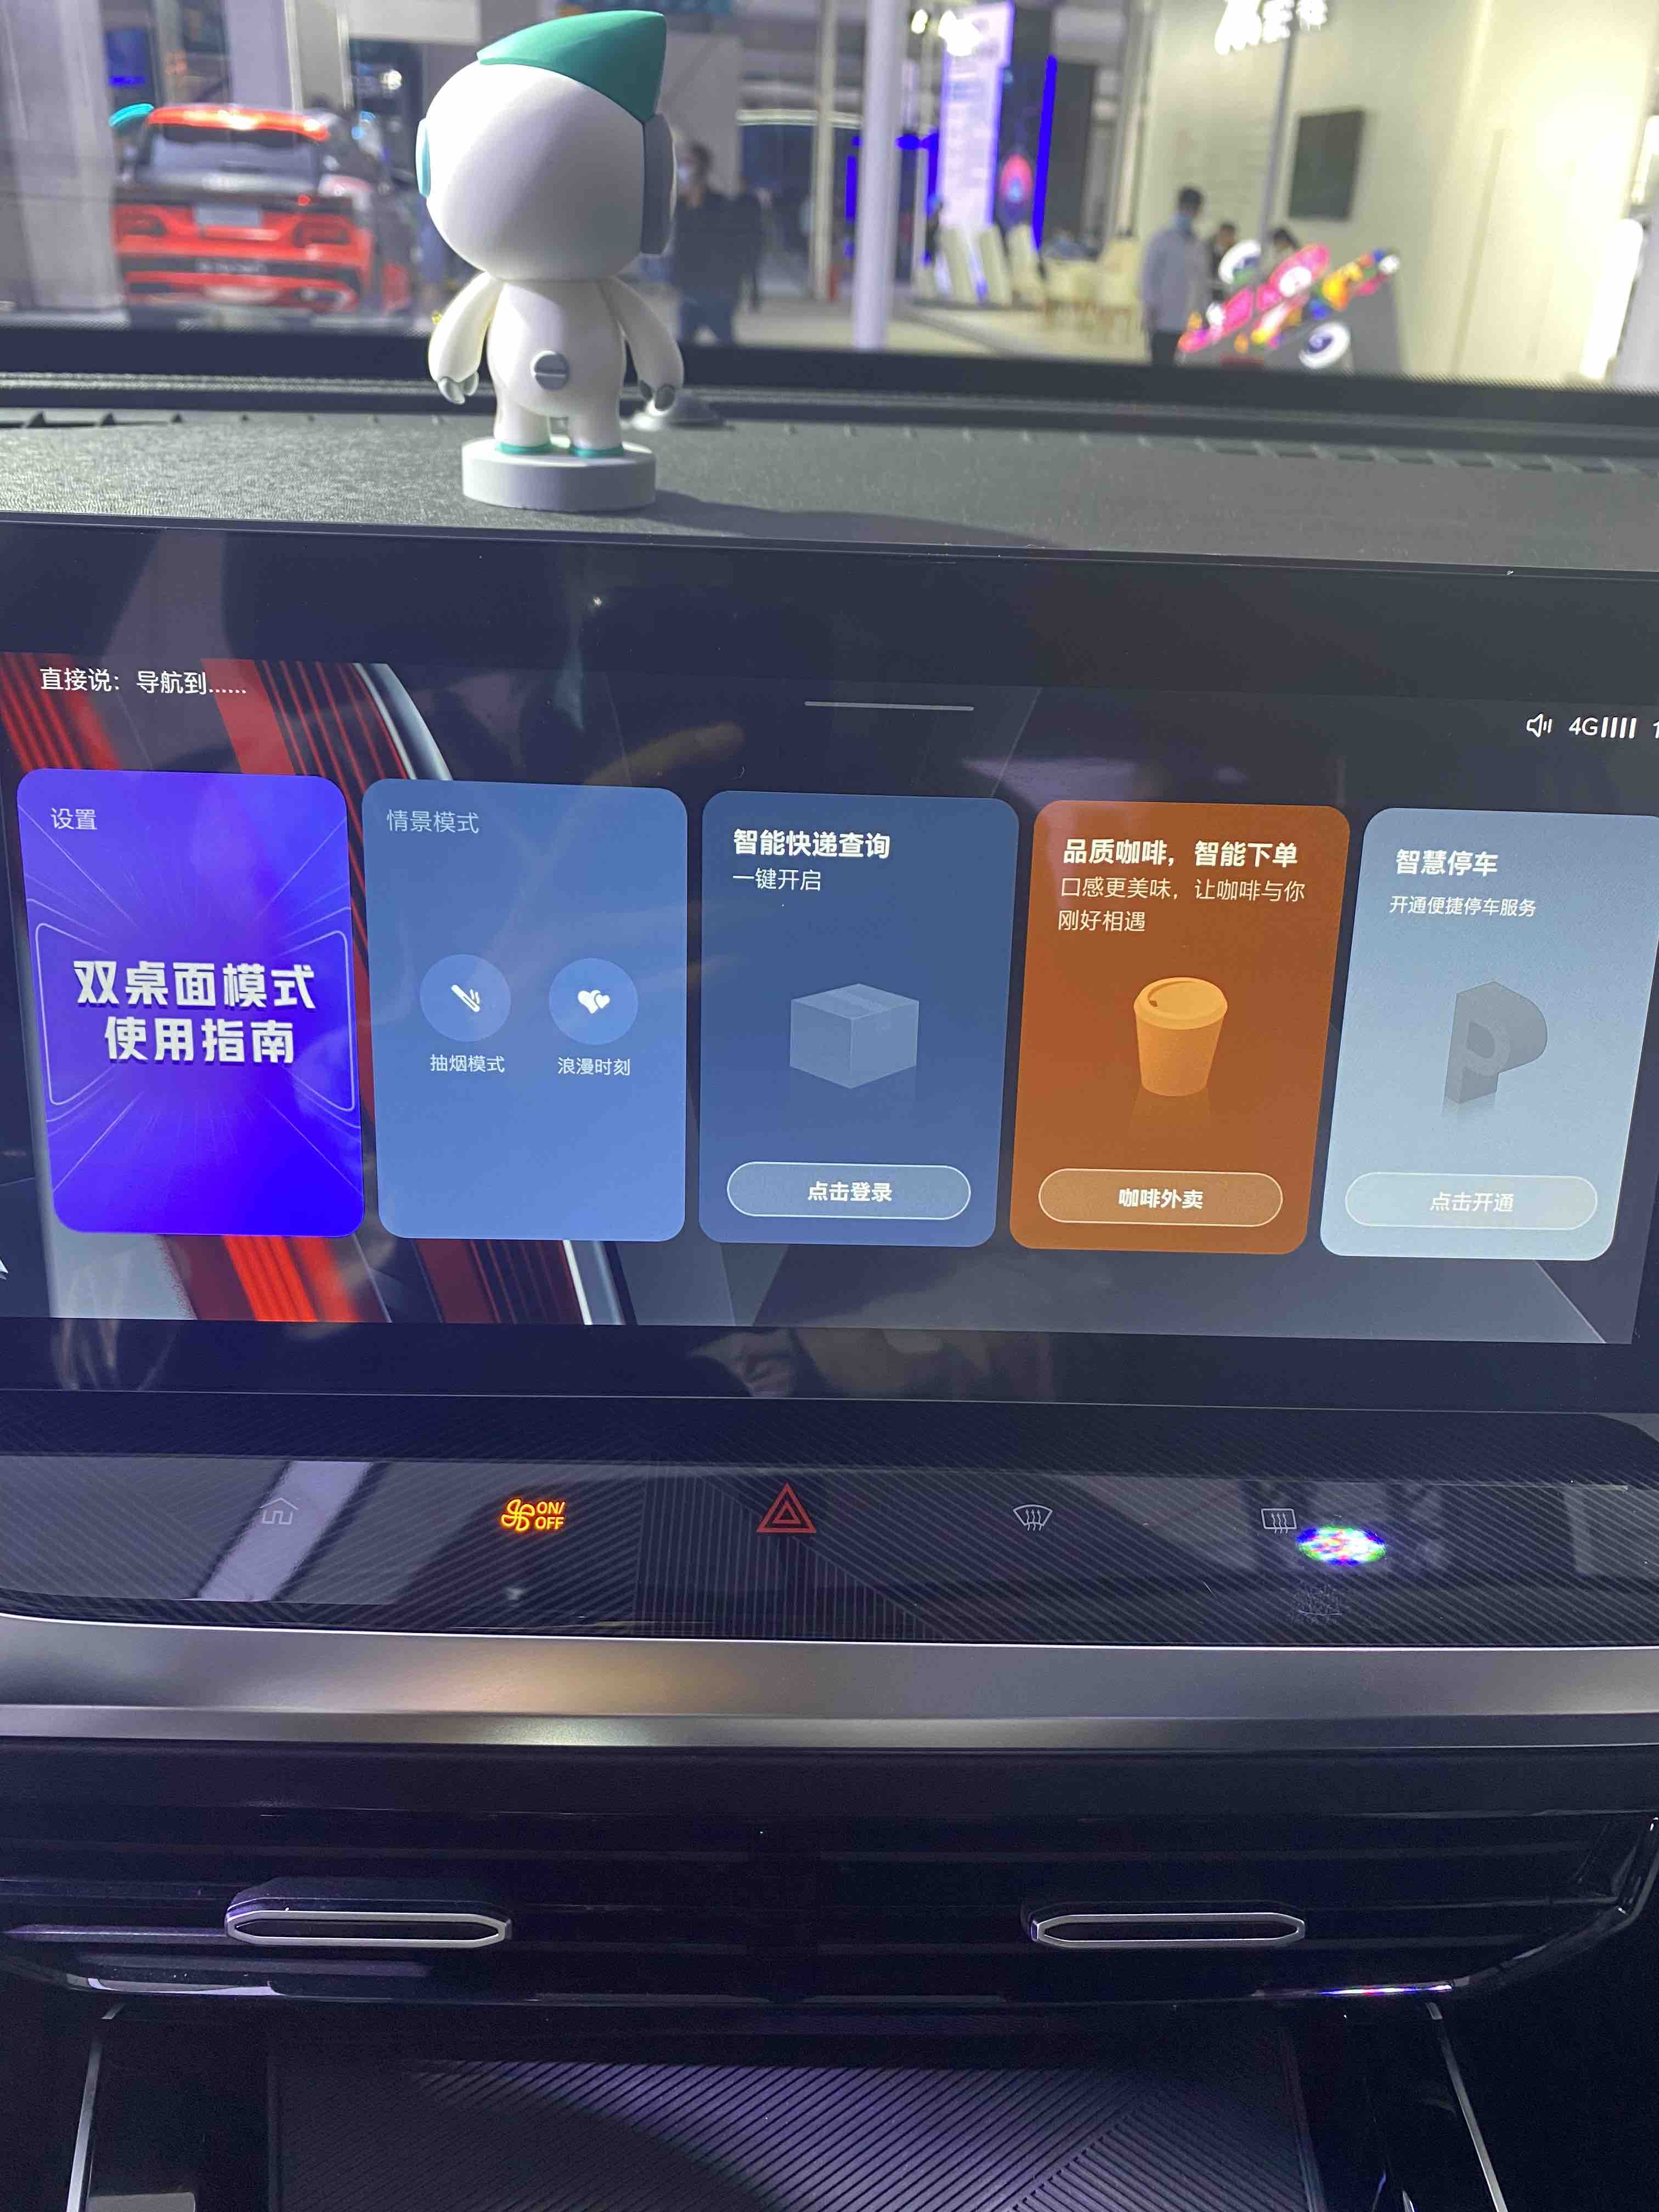 直接说：导航到……
4G
设置
双桌面模式
使用指南
情景模式
抽烟模式
浪漫时刻
智能快递查询
一键开启
点击登录
品质咖啡，智能下单
口感更美味，让咖啡与你
刚好相遇
咖啡外卖
智慧停车
开通便捷停车服务
点击开通
ON/
OFF